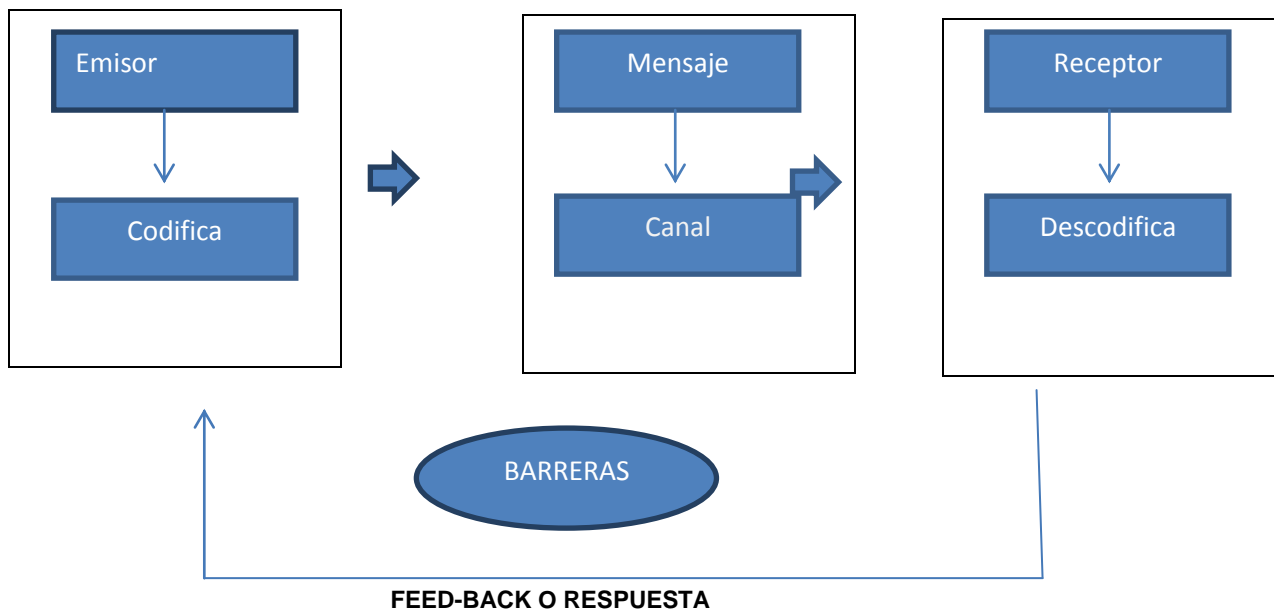 Emisor
Codifica
Mensaje
Canal
Receptor
Descodifica
BARRERAS
FEED-BACK O RESPUESTA